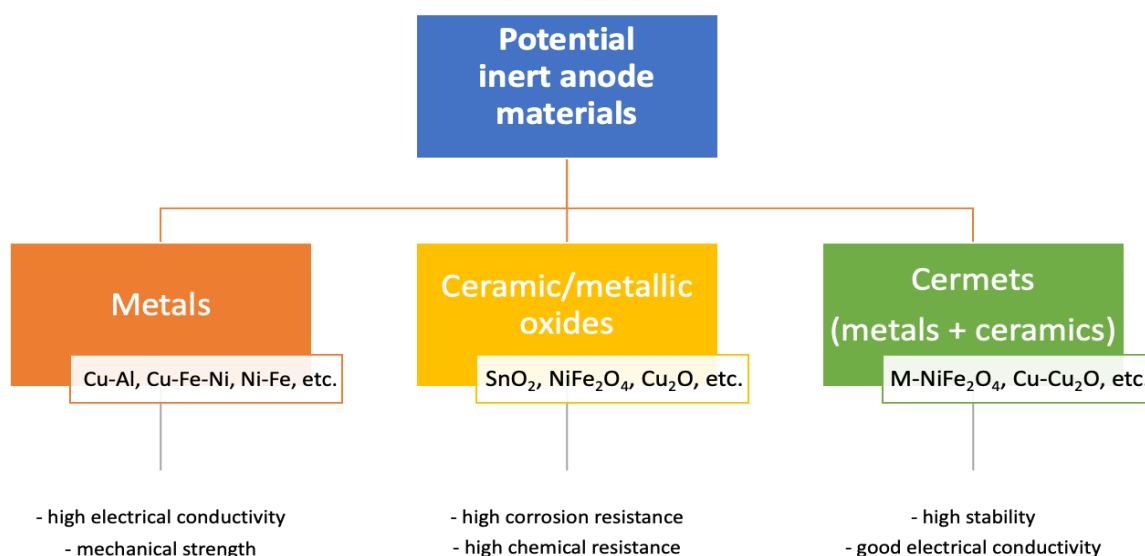 Potential
inert anode
materials
Metals
Cu-Al, Cu-Fe-Ni, Ni-Fe, etc.
Ceramic/metallic
oxides
SnO₂, NiFe₂O₄, Cu₂O, etc.
Cermets
(metals + ceramics)
M-NiFe₂O₄, Cu-Cu₂O, etc.
- high electrical conductivity
- mechanical strength
- high corrosion resistance
- high chemical resistance
- high stability
- good electrical conductivity